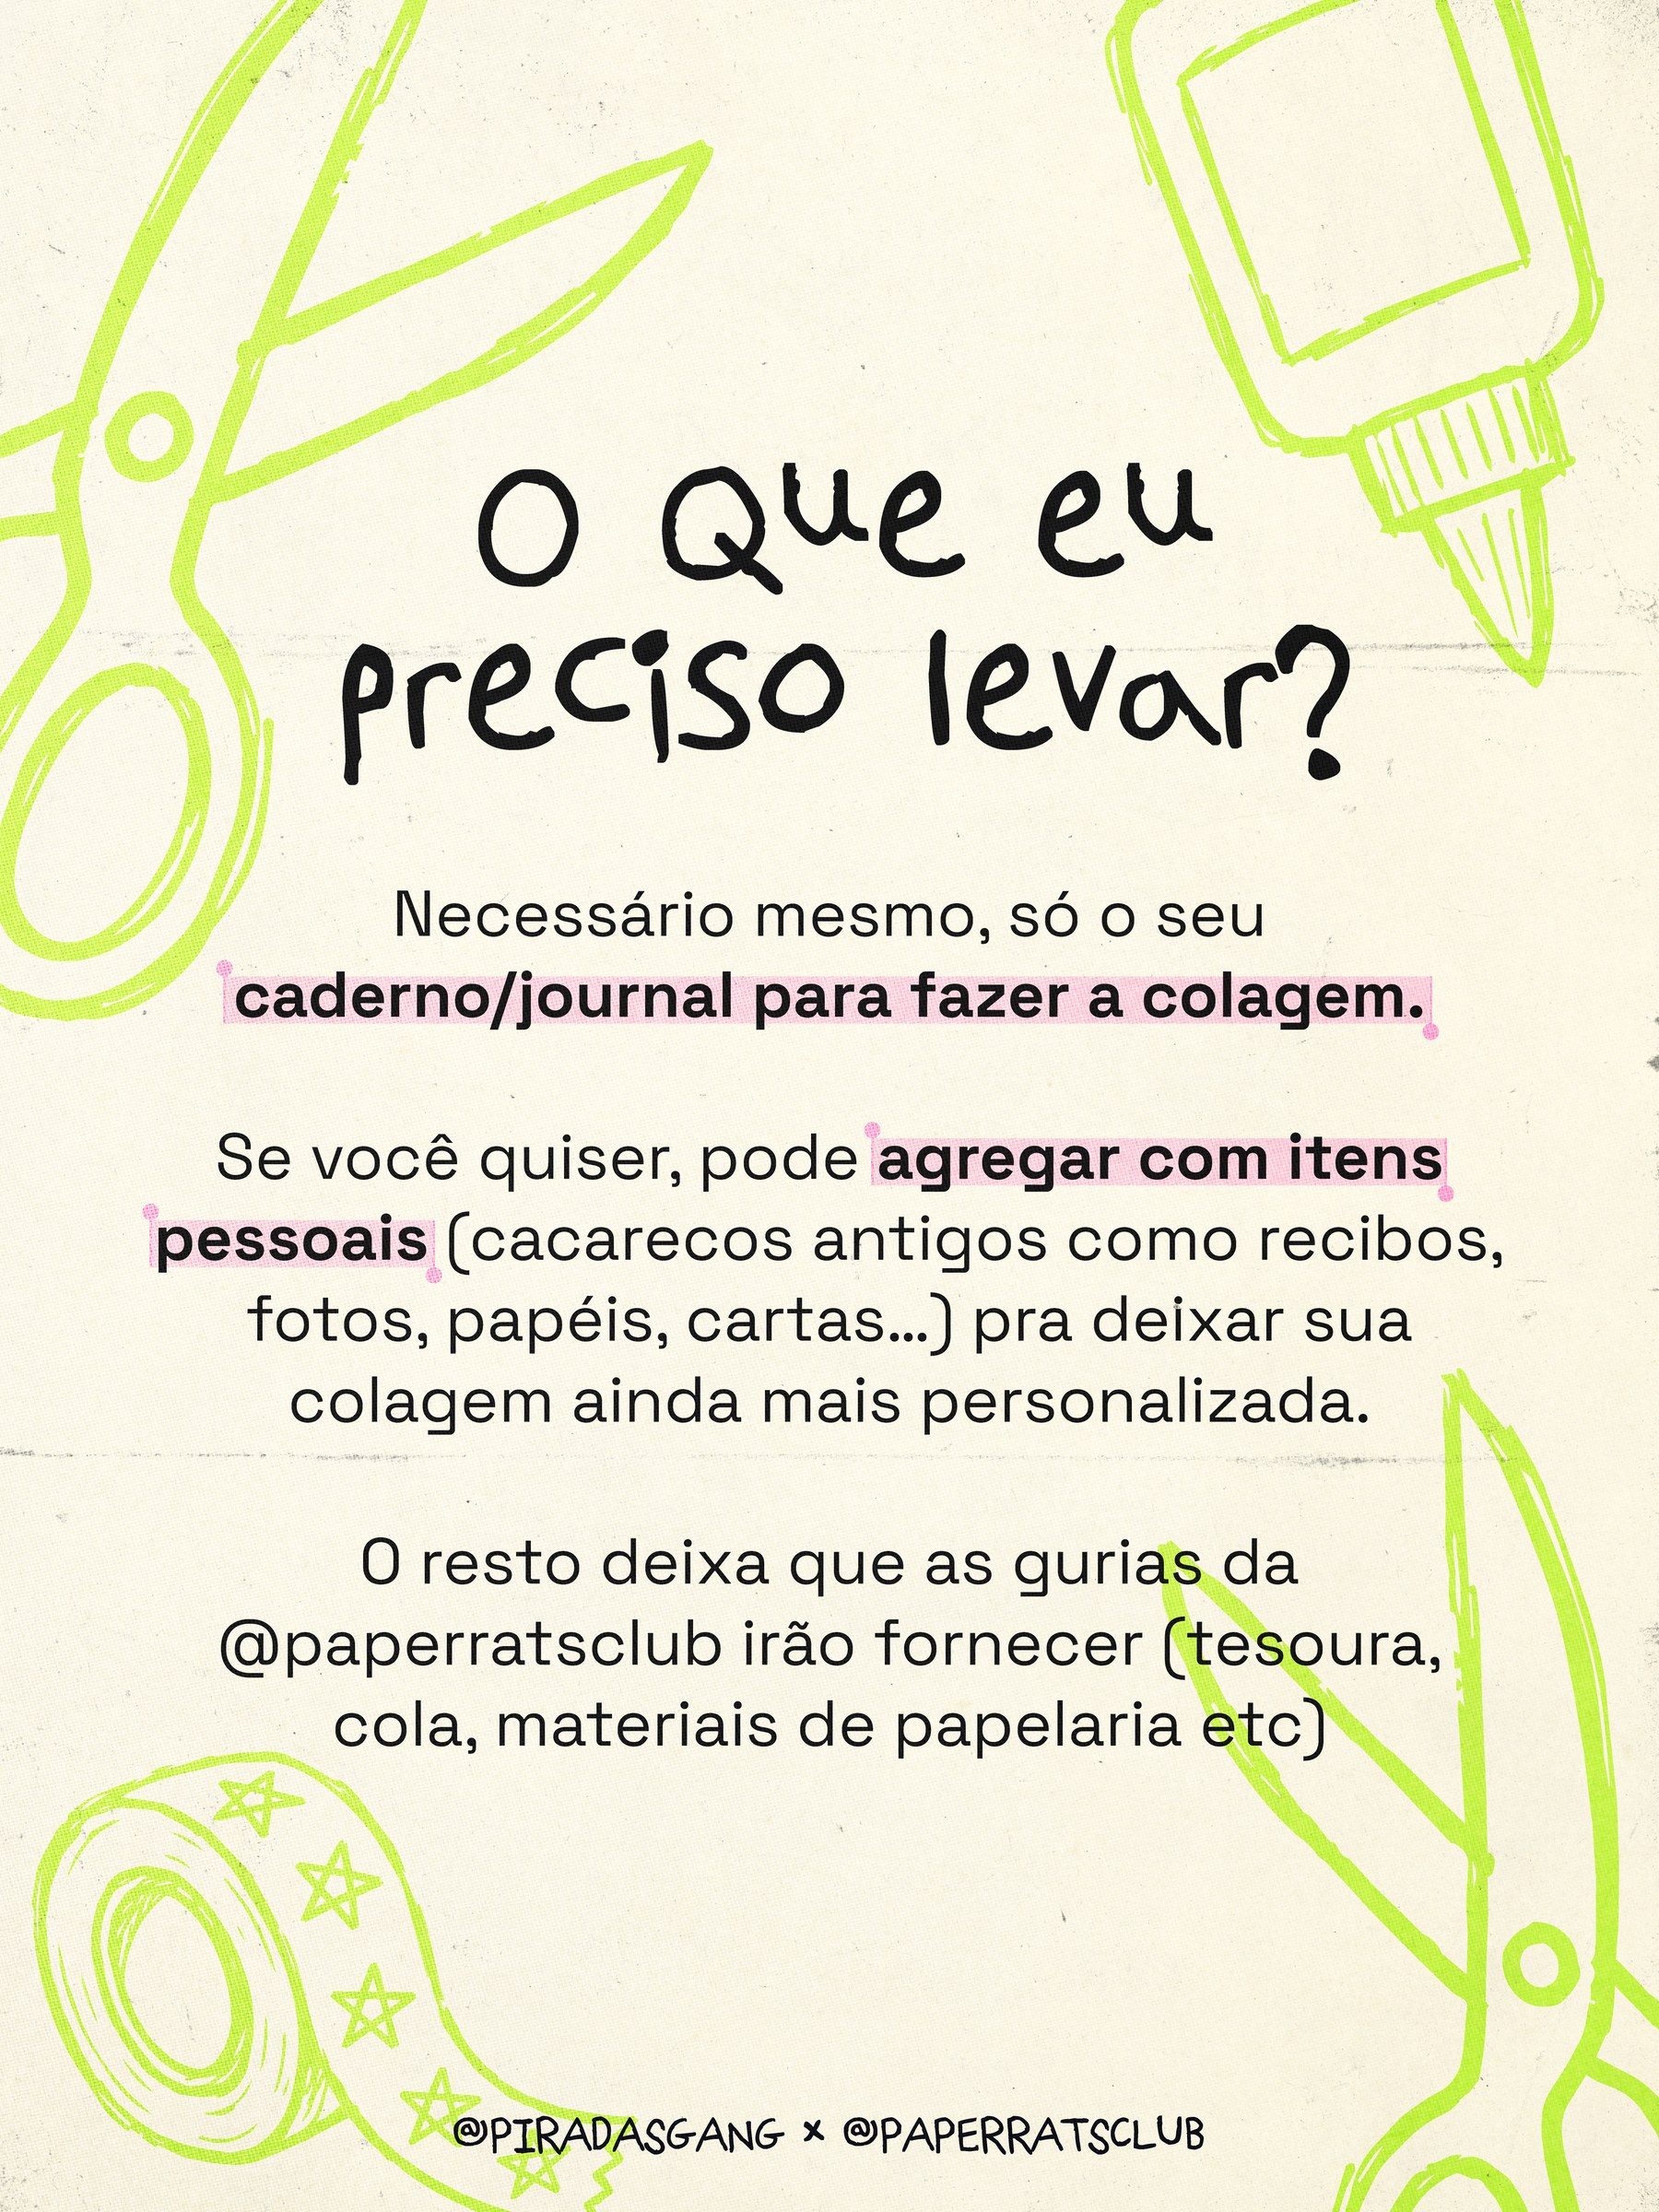 O Que eu
preciso levar?
Necessário mesmo, só o seu
caderno/journal para fazer a colagem.
Se você quiser, pode agregar com itens
pessoais (cacarecos antigos como recibos,
fotos, papéis, cartas...) pra deixar sua
colagem ainda mais personalizada.
O resto deixa que as gurias da
@paperratsclub irão fornecer (tesoura,
cola, materiais de papelaria etc)
@PIRADASGANG x @PAPERRATSCLUB